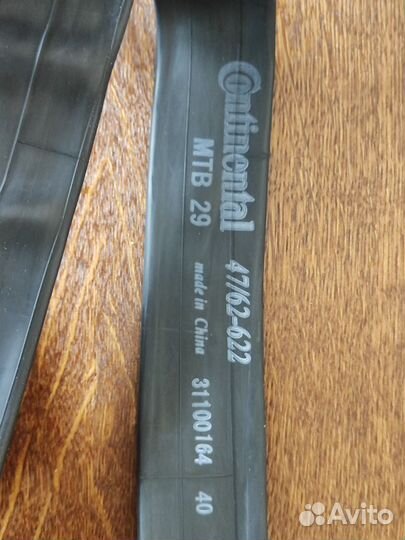 Continental 47/62-622
MTB 29 made in China 31100164 40
Avito